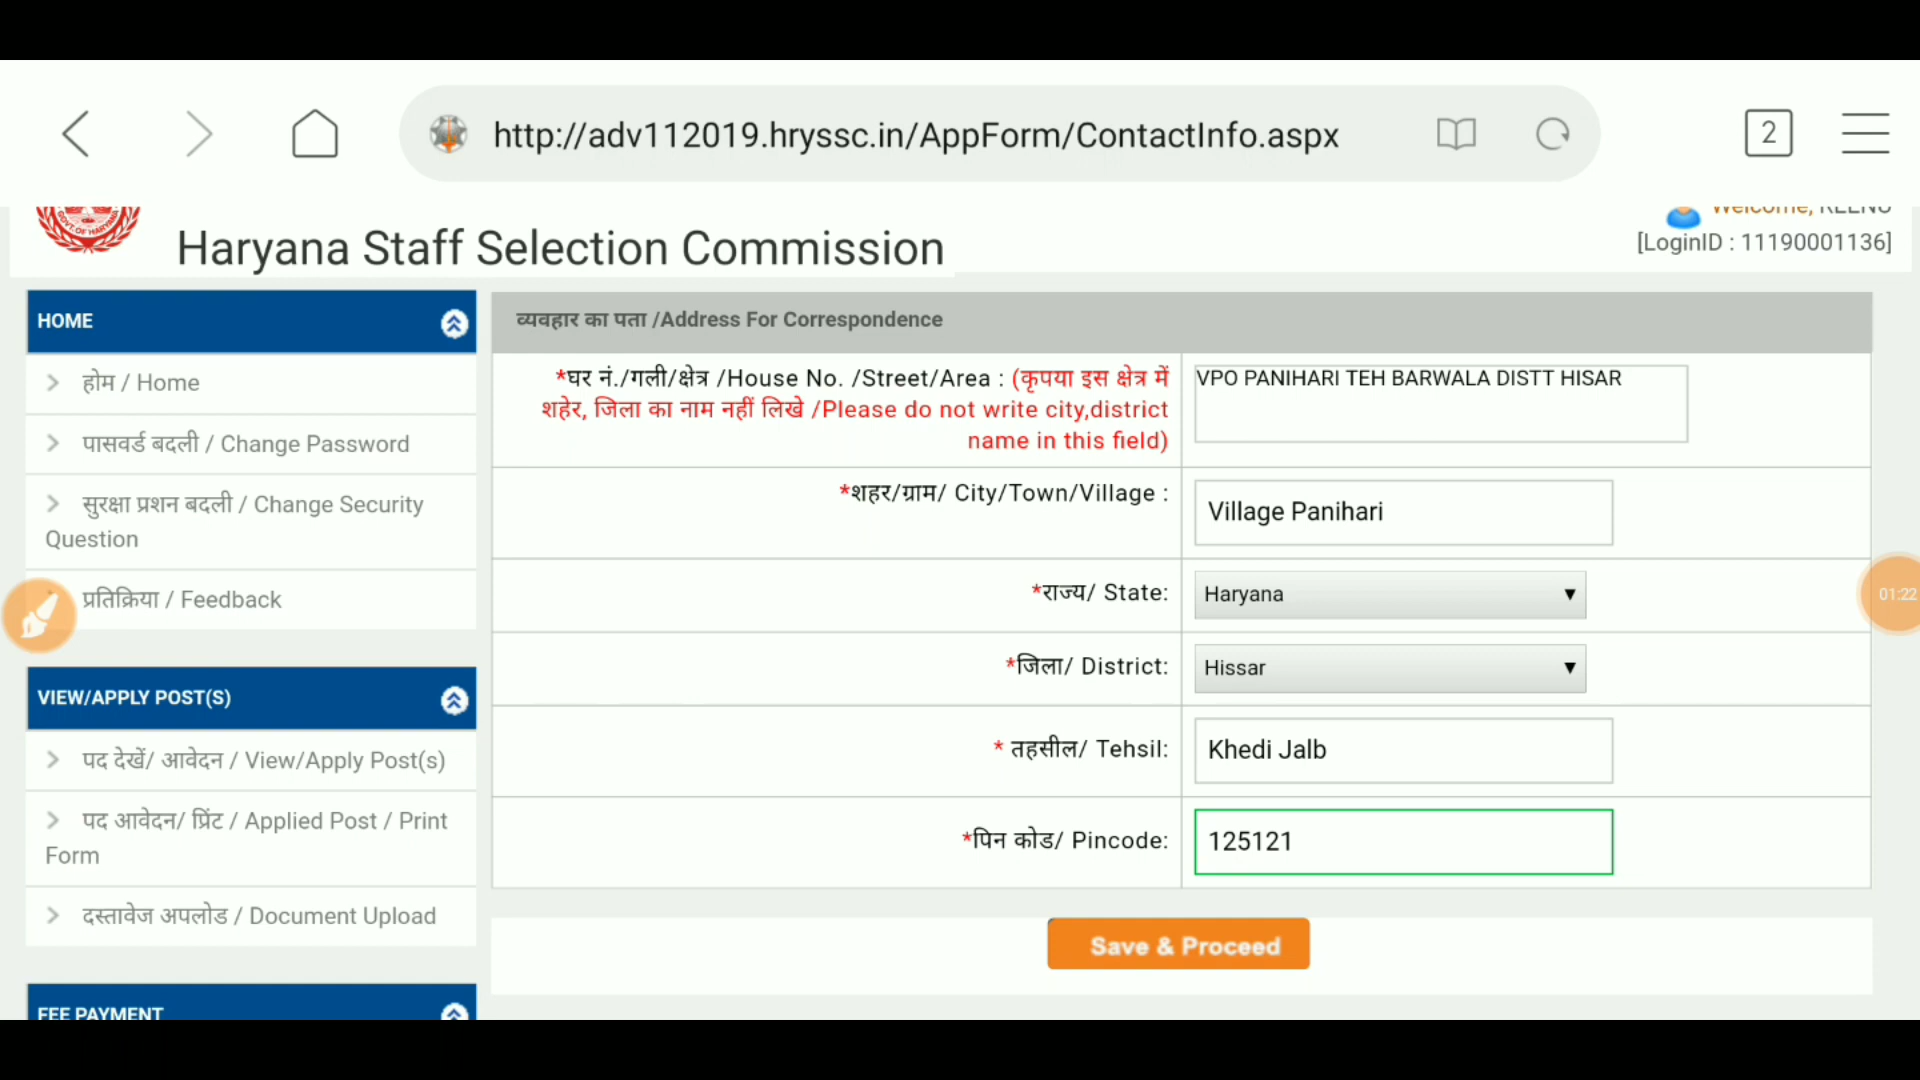 http://adv112019.hryssc.in/AppForm/ContactInfo.aspx
2
GOVT. OF HARYANA
Haryana Staff Selection Commission
Welcome, REENU
[LoginID : 11190001136]
HOME
होम / Home
पासवर्ड बदली / Change Password
सुरक्षा प्रशन बदली / Change Security
Question
प्रतिक्रिया / Feedback
VIEW/APPLY POST(S)
पद देखें/ आवेदन / View/Apply Post(s)
पद आवेदन/ प्रिंट / Applied Post / Print
Form
दस्तावेज अपलोड / Document Upload
FEE PAYMENT
व्यवहार का पता /Address For Correspondence
*घर नं./गली/क्षेत्र /House No. /Street/Area : (कृपया इस क्षेत्र में
शहेर, जिला का नाम नहीं लिखे /Please do not write city,district
name in this field)
VPO PANIHARI TEH BARWALA DISTT HISAR
*शहर/ग्राम/ City/Town/Village :
Village Panihari
*राज्य/ State:
Haryana
*जिला/ District:
Hissar
* तहसील/ Tehsil:
Khedi Jalb
*पिन कोड/ Pincode:
125121
Save & Proceed
01:22